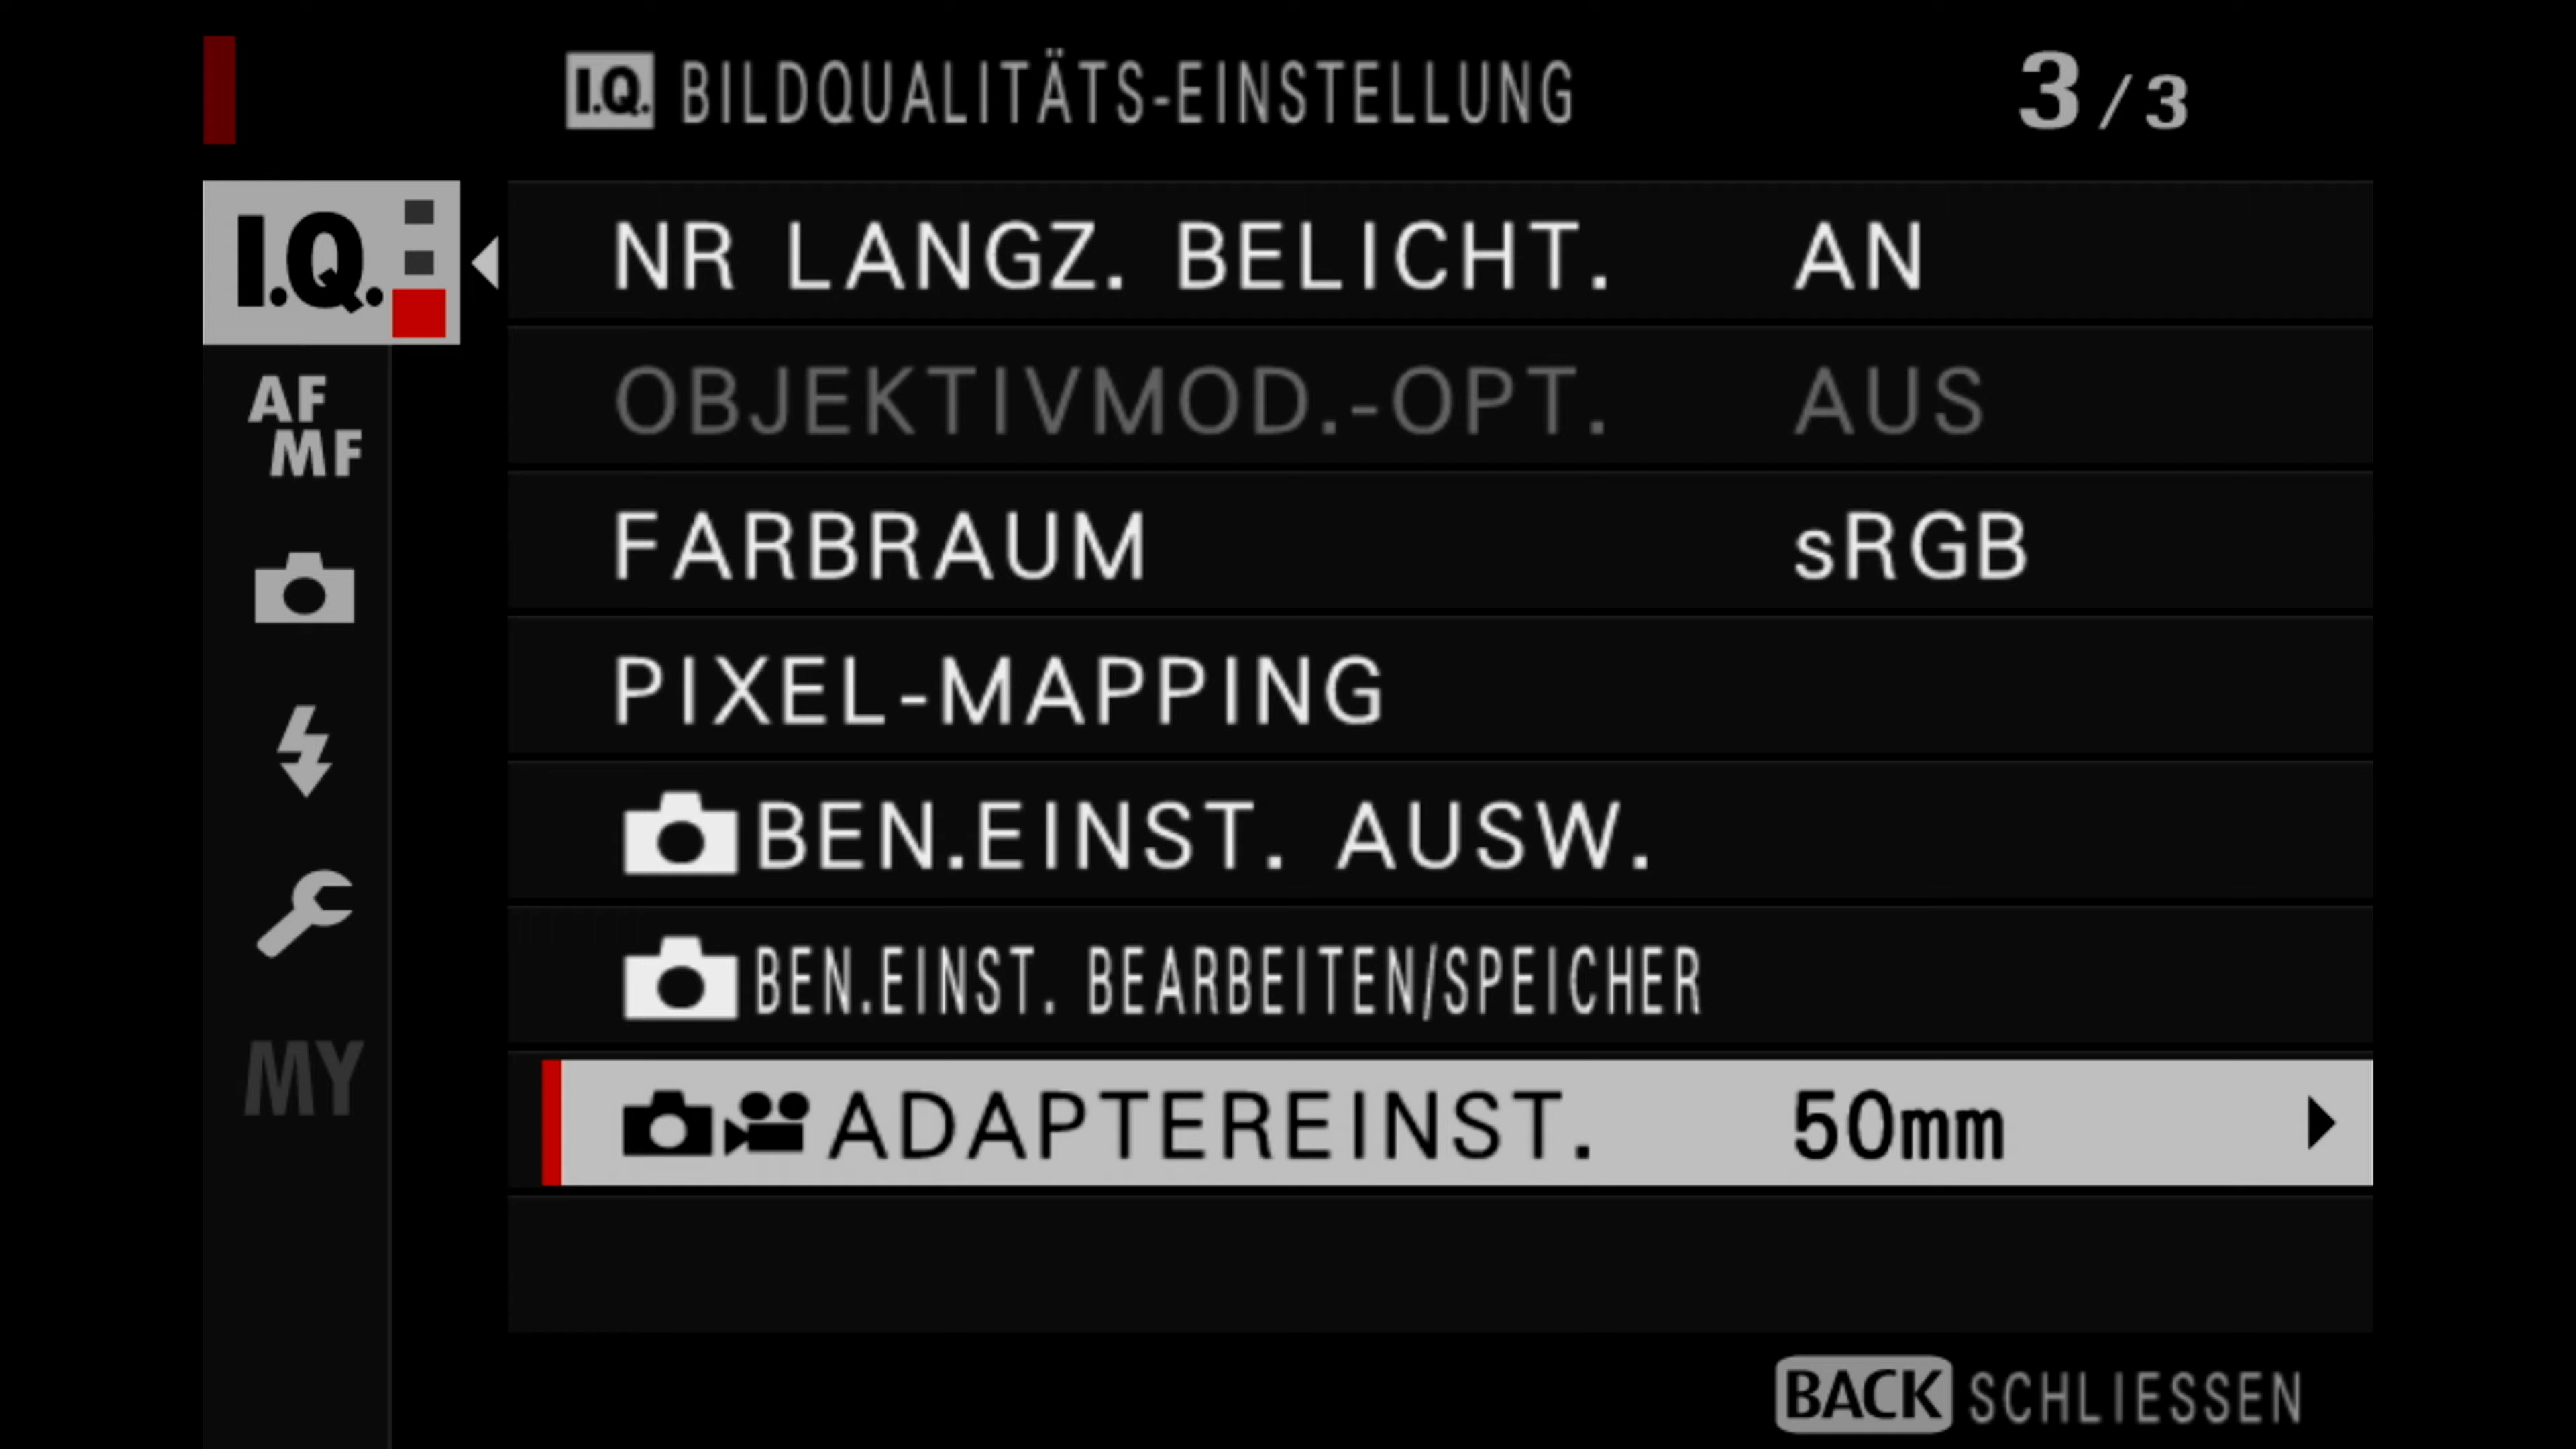 I.Q. BILDQUALITÄTS-EINSTELLUNG 3/3
I.Q.
NR LANGZ. BELICHT. AN
OBJEKTIVMOD.-OPT. AUS
AF
MF
FARBRAUM sRGB
PIXEL-MAPPING
BEN.EINST. AUSW.
BEN.EINST. BEARBEITEN/SPEICHER
MY
ADAPTEREINST. 50mm
BACK SCHLIESSEN